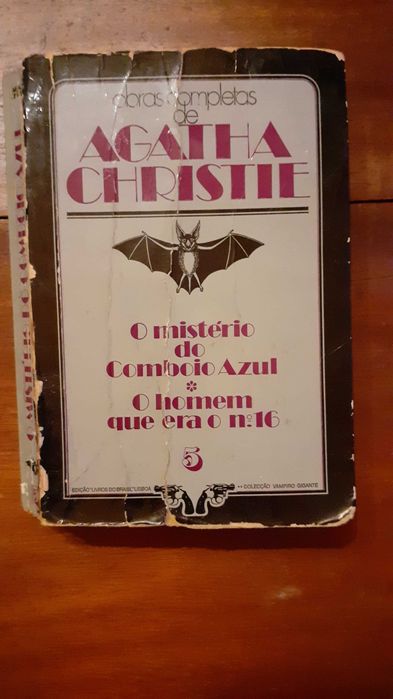 obras completas
de
AGATHA
CHRISTIE
O mistério
do
Comboio Azul
*
O homem
que era o nº16
5
EDIÇÃO "LIVROS DO BRASIL" LISBOA
** COLECÇÃO VAMPIRO GIGANTE